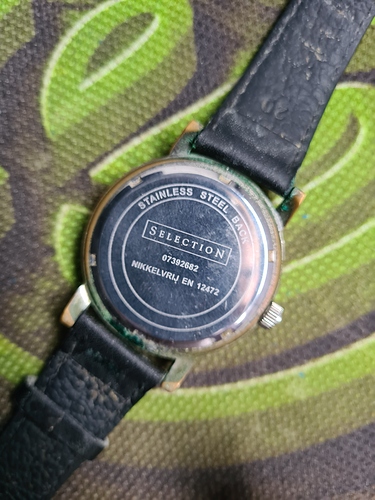 STAINLESS STEEL BACK
SELECTION
07392682
NIKKELVRIJ EN 12472